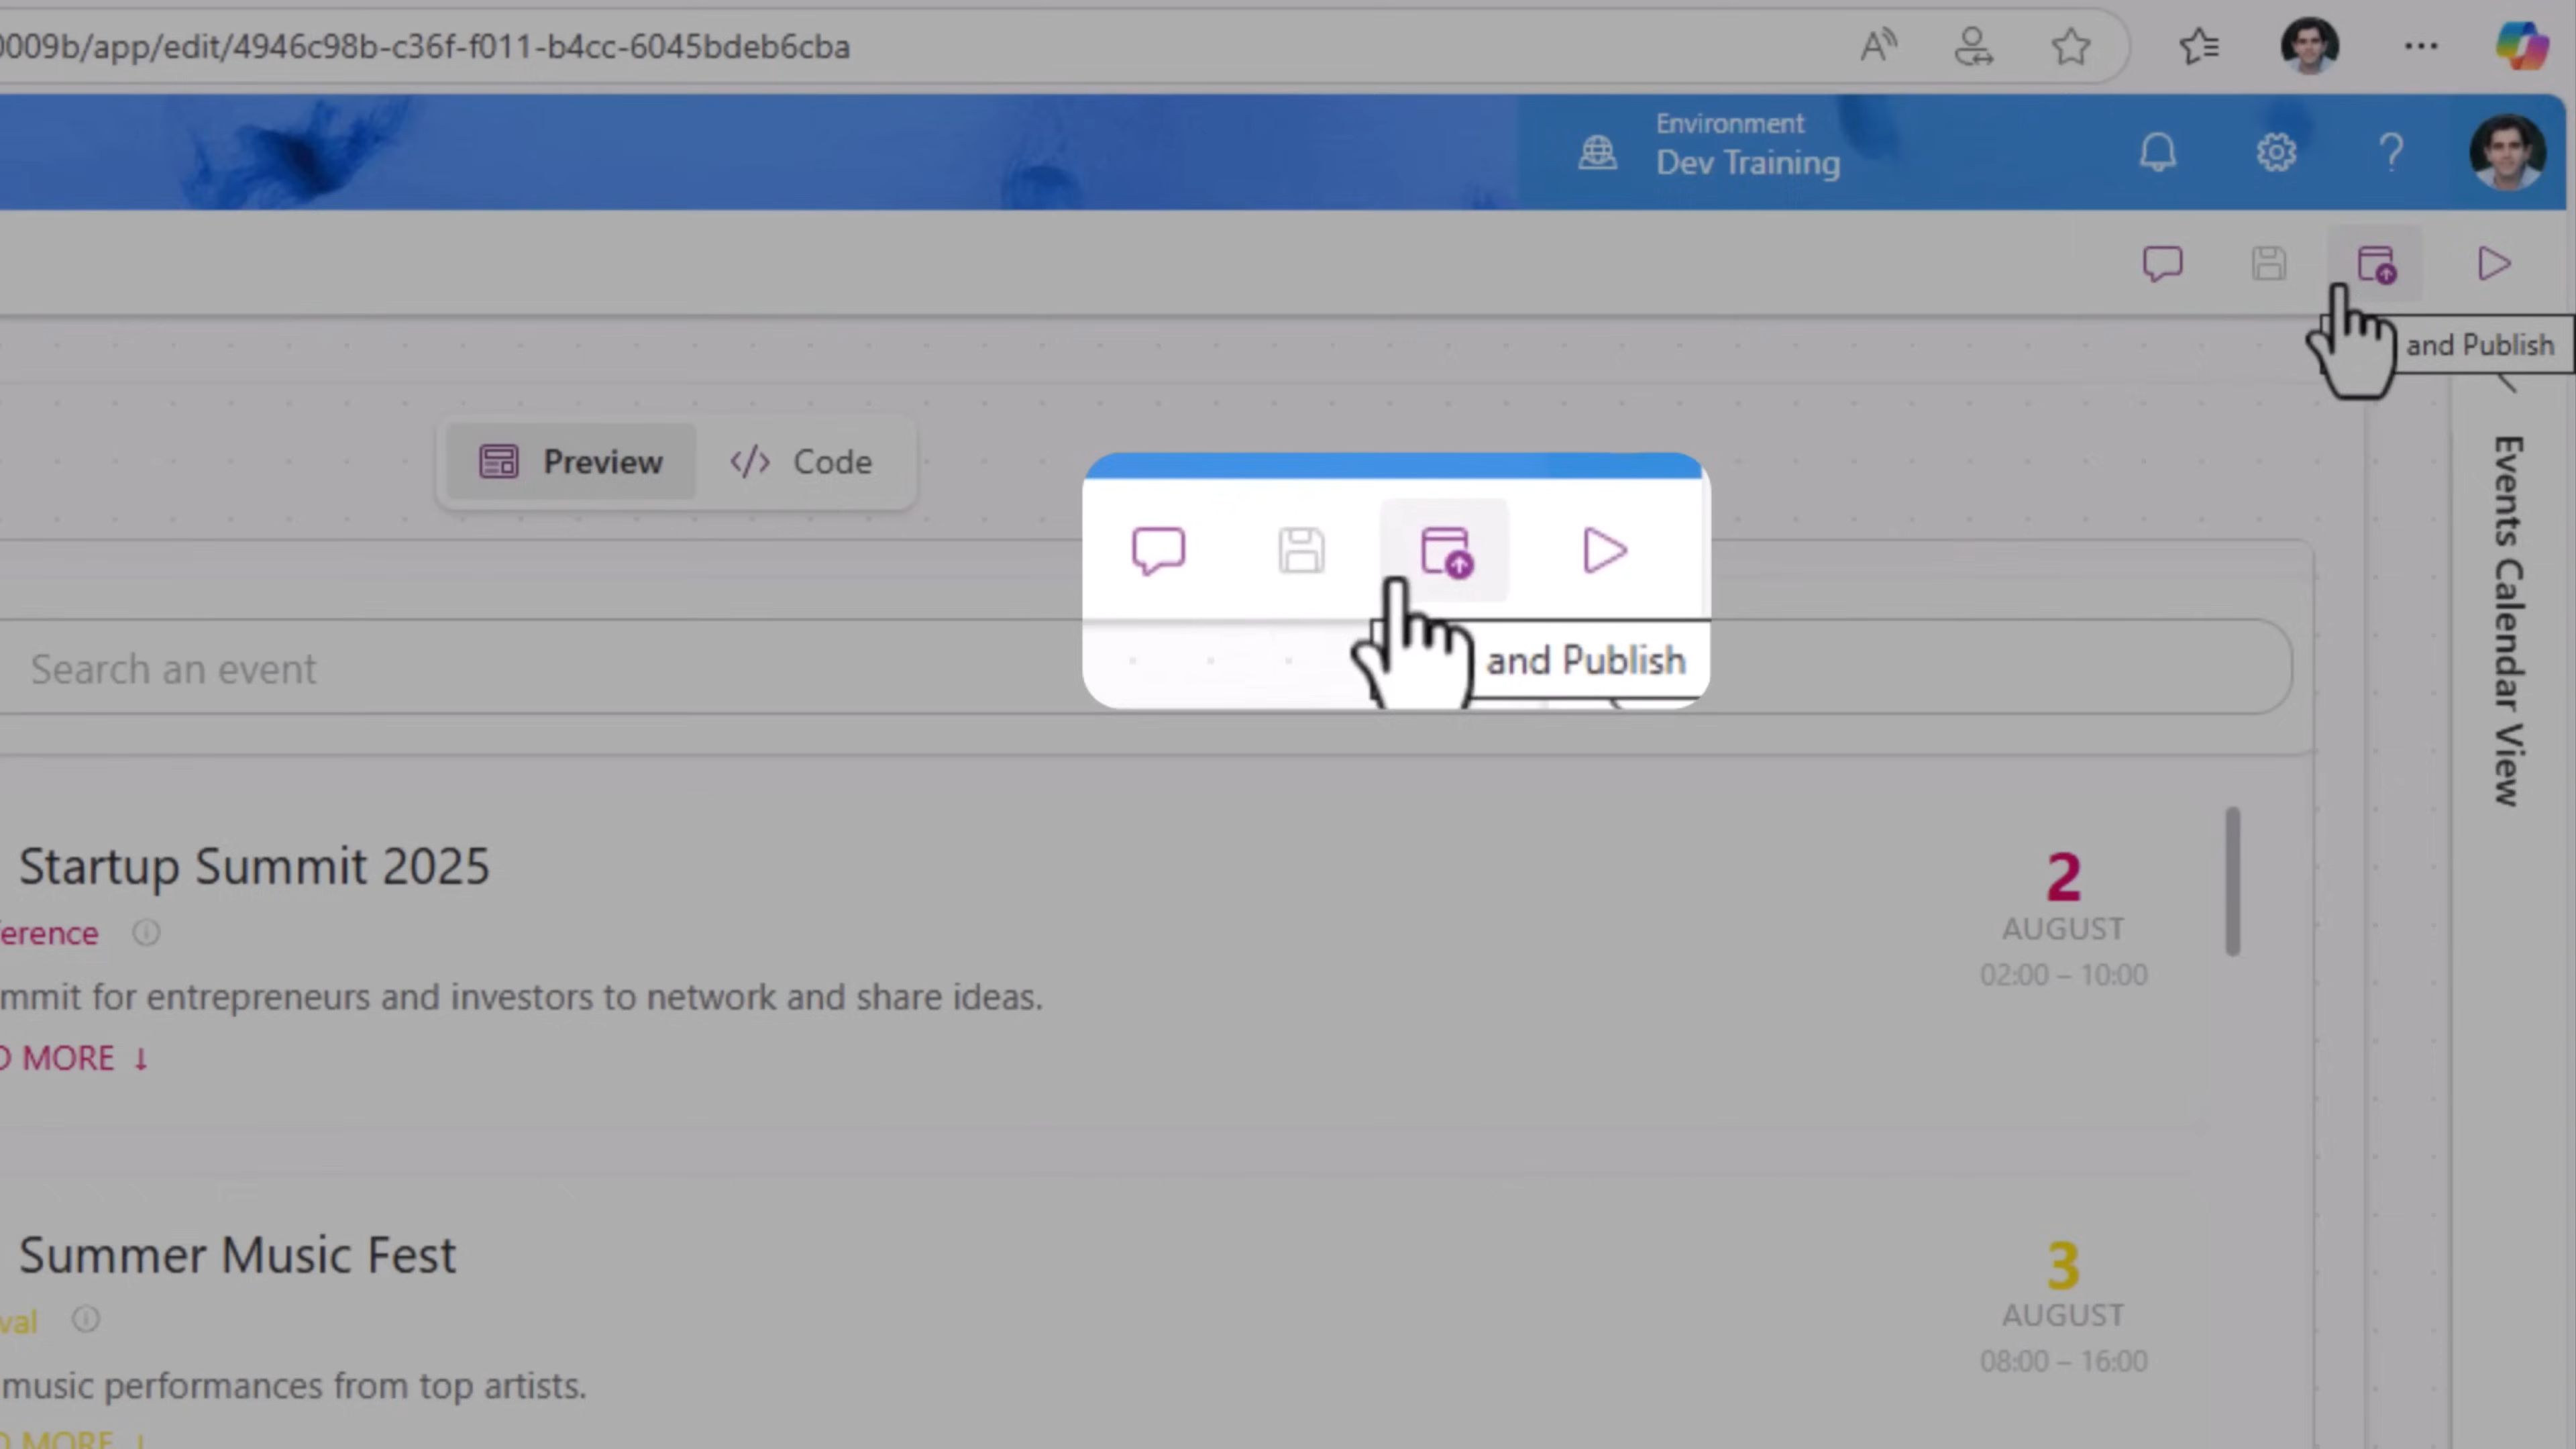 0009b/app/edit/4946c98b-c36f-f011-b4cc-6045bdeb6cba
Environment
Dev Training
and Publish
Preview
Code
and Publish
Search an event
Events Calendar View
Startup Summit 2025
2
ference
AUGUST
mmit for entrepreneurs and investors to network and share ideas.
02:00 – 10:00
D MORE ↓
Summer Music Fest
3
val
AUGUST
music performances from top artists.
08:00 – 16:00
D MORE